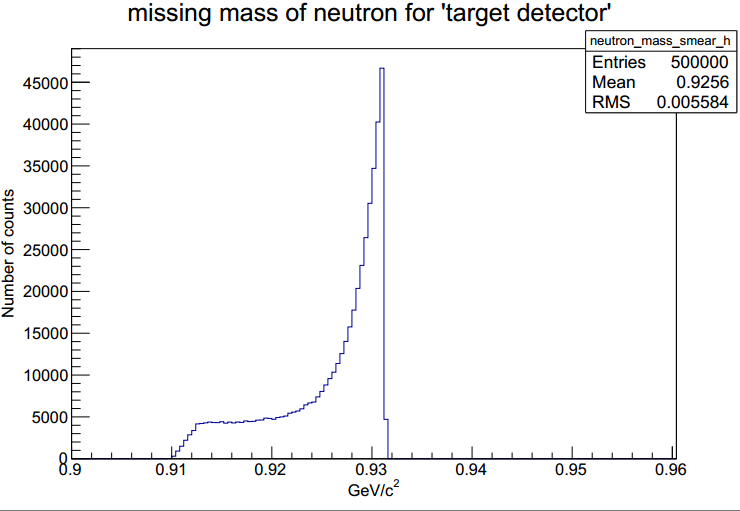 missing mass of neutron for 'target detector'
neutron_mass_smear_h
Entries 500000
Mean 0.9256
RMS 0.005584
Number of counts
45000
40000
35000
30000
25000
20000
15000
10000
5000
0
0.9 0.91 0.92 0.93 0.94 0.95 0.96
GeV/c²